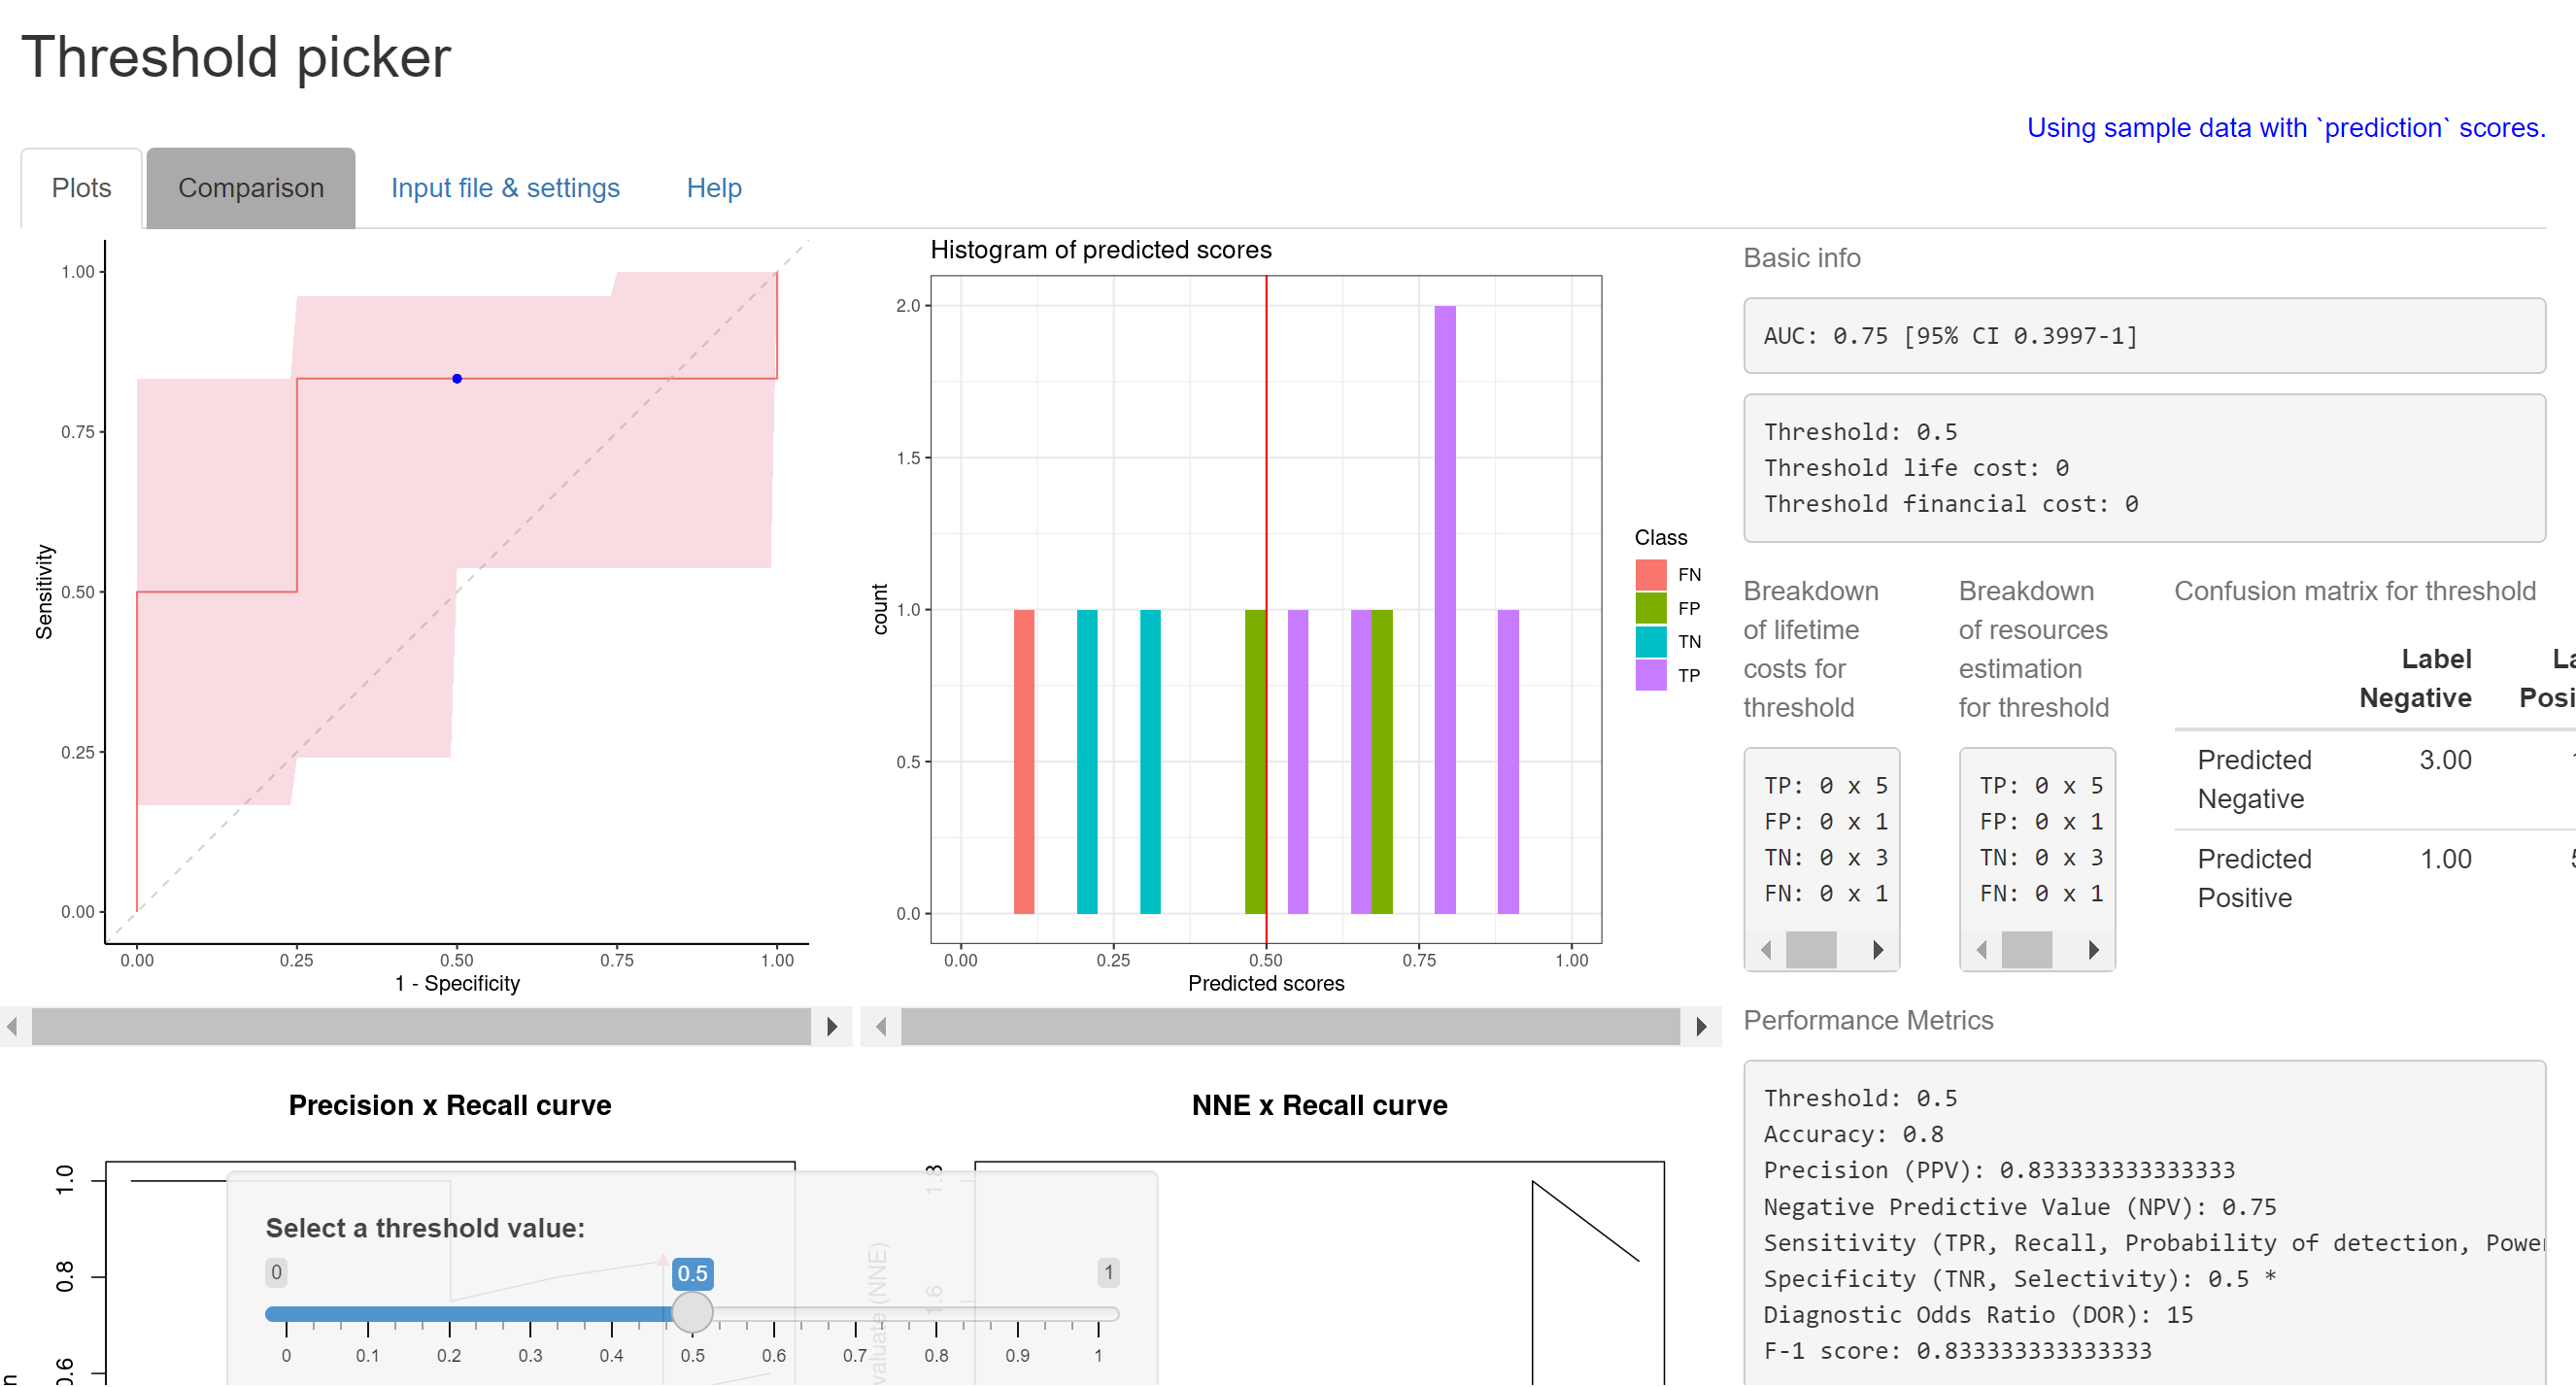 Threshold picker
Using sample data with `prediction` scores.
Plots
Comparison
Input file & settings
Help
1.00
0.75
0.50
0.25
0.00
Sensitivity
0.00
0.25
0.50
0.75
1.00
1 - Specificity
Histogram of predicted scores
2.0
1.5
1.0
0.5
0.0
count
0.00
0.25
0.50
0.75
1.00
Predicted scores
Class
FN
FP
TN
TP
Basic info
AUC: 0.75 [95% CI 0.3997-1]
Threshold: 0.5
Threshold life cost: 0
Threshold financial cost: 0
Breakdown
of lifetime
costs for
threshold
TP: 0 x 5
FP: 0 x 1
TN: 0 x 3
FN: 0 x 1
Breakdown
of resources
estimation
for threshold
TP: 0 x 5
FP: 0 x 1
TN: 0 x 3
FN: 0 x 1
Confusion matrix for threshold
Label
Negative
La
Posi
Predicted
Negative
3.00
Predicted
Positive
1.00
Performance Metrics
Threshold: 0.5
Accuracy: 0.8
Precision (PPV): 0.833333333333333
Negative Predictive Value (NPV): 0.75
Sensitivity (TPR, Recall, Probability of detection, Power
Specificity (TNR, Selectivity): 0.5 *
Diagnostic Odds Ratio (DOR): 15
F-1 score: 0.833333333333333
Precision x Recall curve
1.0
0.8
0.6
NNE x Recall curve
1.8
1.6
valuate (NNE)
Select a threshold value:
0
0.5
1
0
0.1
0.2
0.3
0.4
0.5
0.6
0.7
0.8
0.9
1